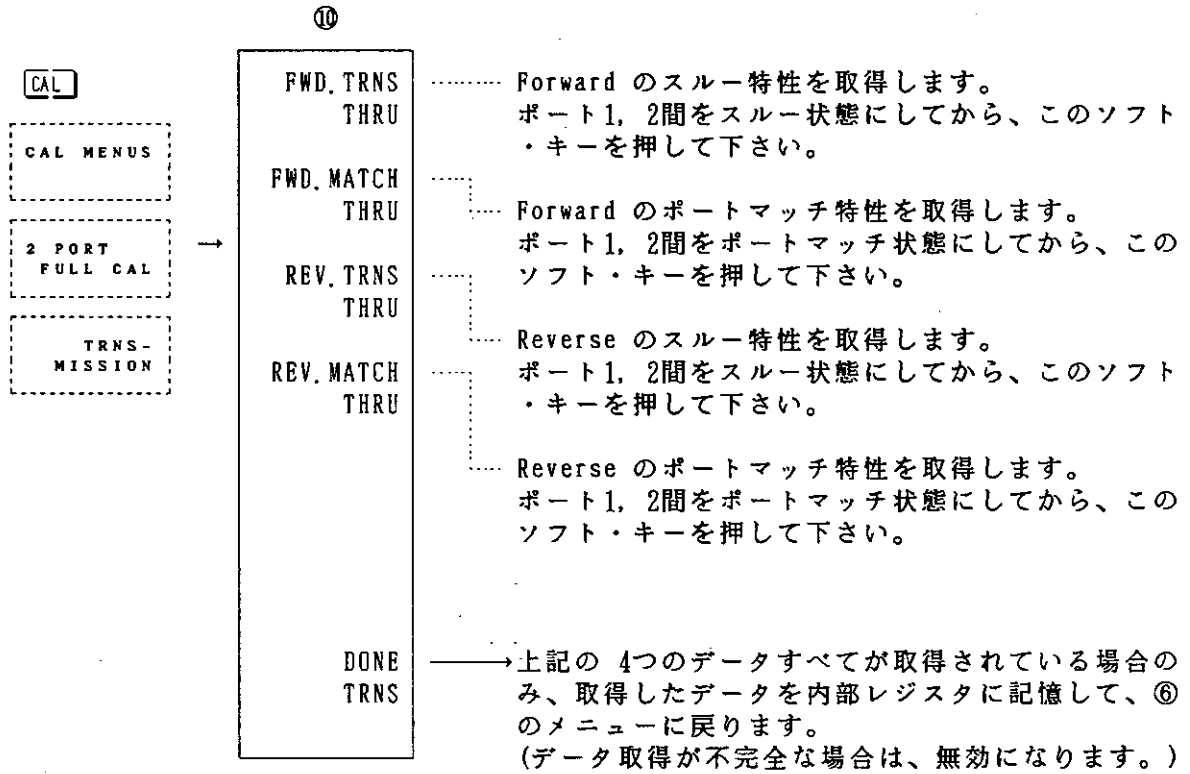 ⑩
CAL
CAL MENUS
2 PORT
FULL CAL
→
TRNS-
MISSION
FWD.TRNS
THRU
Forward のスルー特性を取得します。
ポート1, 2間をスルー状態にしてから、このソフト
・キーを押して下さい。
FWD.MATCH
THRU
Forward のポートマッチ特性を取得します。
ポート1, 2間をポートマッチ状態にしてから、この
ソフト・キーを押して下さい。
REV.TRNS
THRU
Reverse のスルー特性を取得します。
ポート1, 2間をスルー状態にしてから、このソフト
・キーを押して下さい。
REV.MATCH
THRU
Reverse のポートマッチ特性を取得します。
ポート1, 2間をポートマッチ状態にしてから、この
ソフト・キーを押して下さい。
DONE
TRNS
上記の 4つのデータすべてが取得されている場合の
み、取得したデータを内部レジスタに記憶して、⑥
のメニューに戻ります。
(データ取得が不完全な場合は、無効になります。)